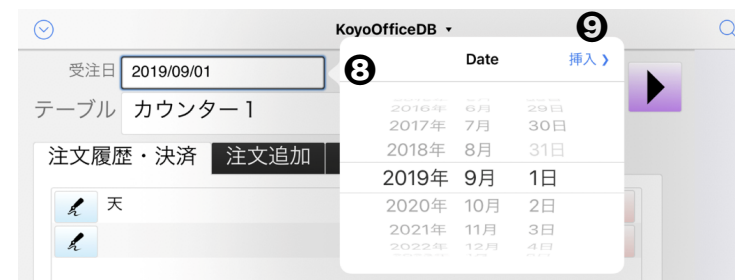 KoyoOfficeDB ▼
❾
受注日 2019/09/01
❽
Date 挿入 ❯
テーブル カウンター1
注文履歴・決済 注文追加
2016年 6月 29日
2017年 7月 30日
2018年 8月 31日
2019年 9月 1日
2020年 10月 2日
2021年 11月 3日
2022年 12月 4日
天